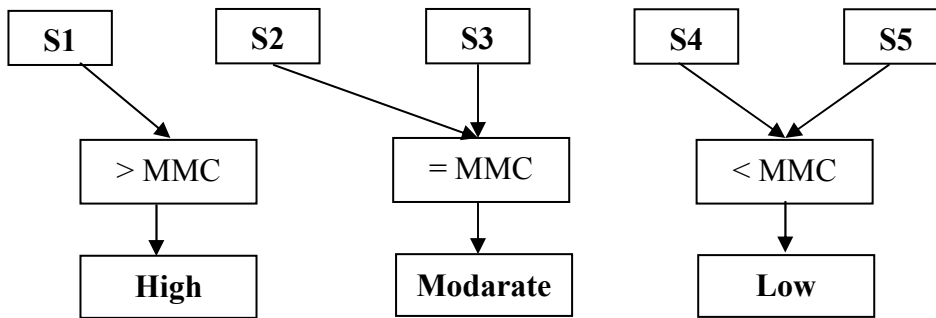 S1 S2 S3 S4 S5
> MMC = MMC < MMC
High Modarate Low